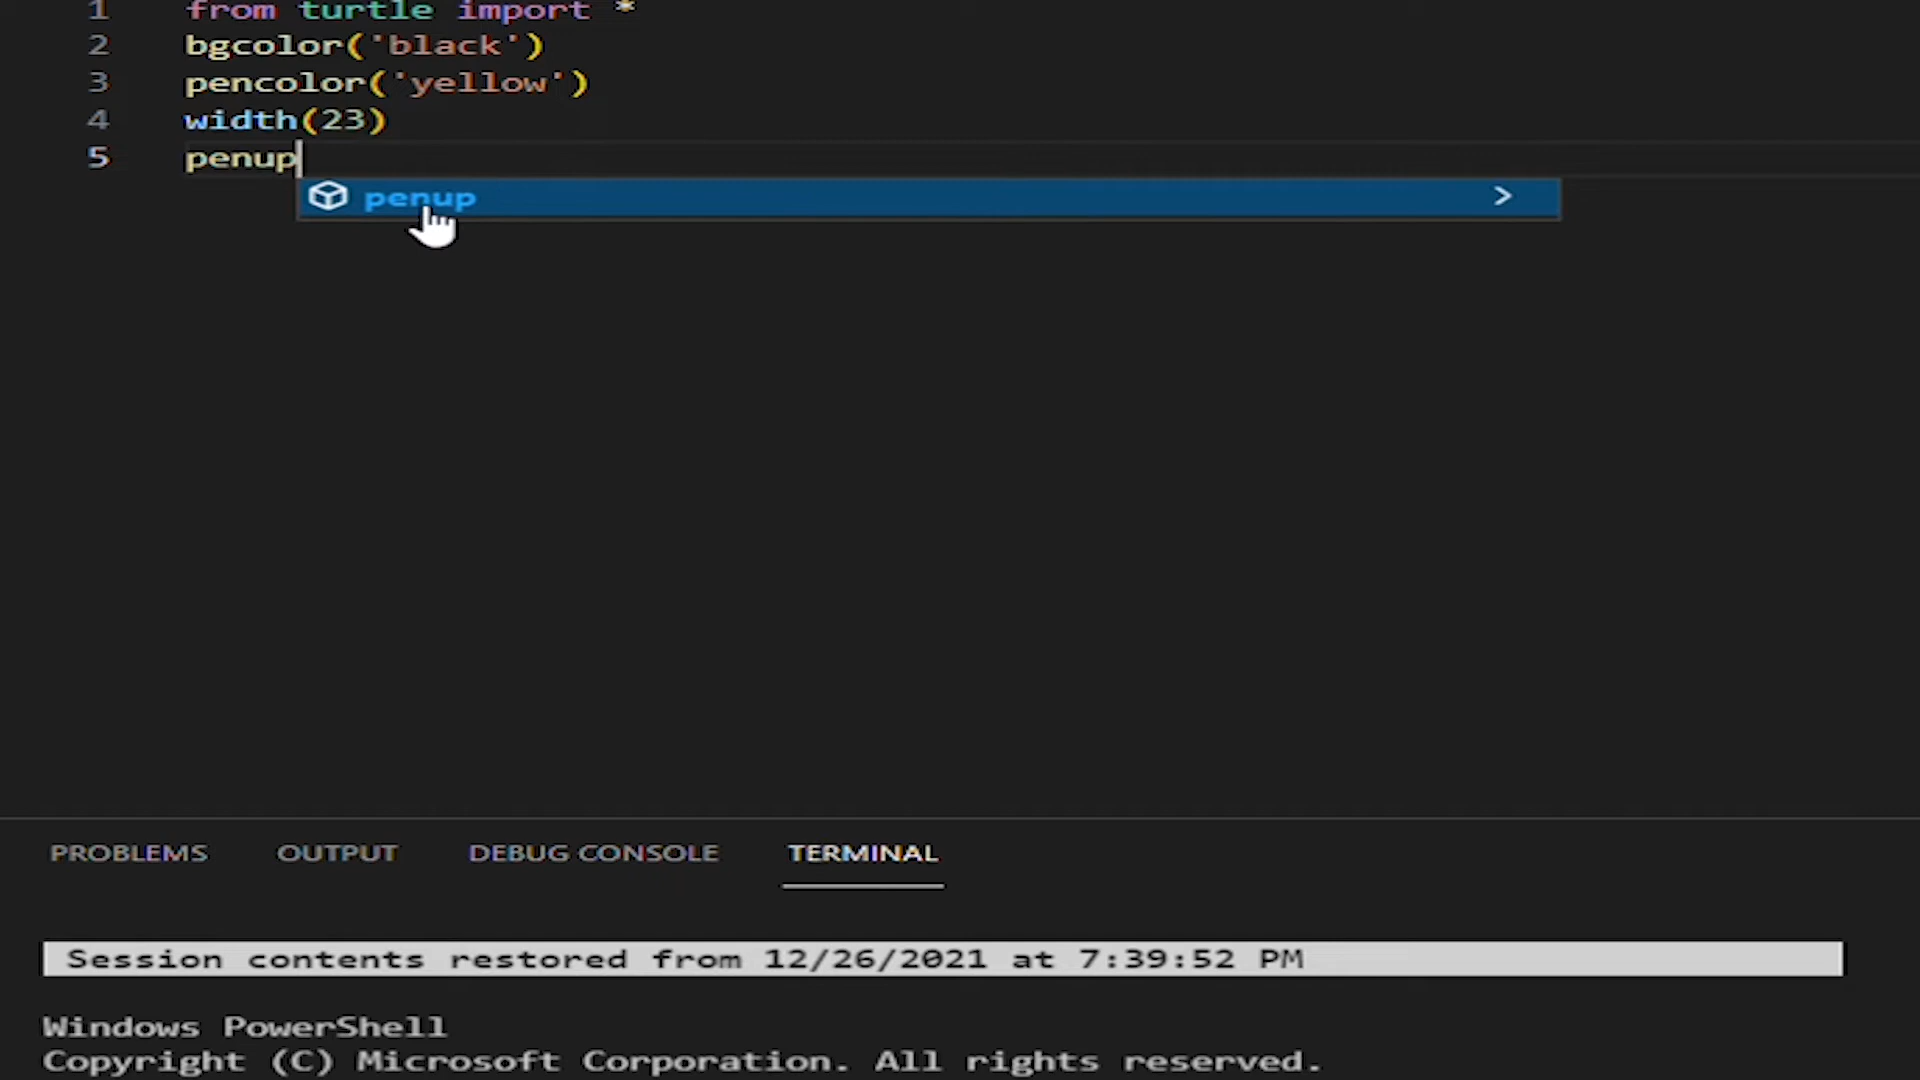 1 from turtle import *
2 bgcolor('black')
3 pencolor('yellow')
4 width(23)
5 penup
penup
PROBLEMS OUTPUT DEBUG CONSOLE TERMINAL
Session contents restored from 12/26/2021 at 7:39:52 PM
Windows PowerShell
Copyright (C) Microsoft Corporation. All rights reserved.